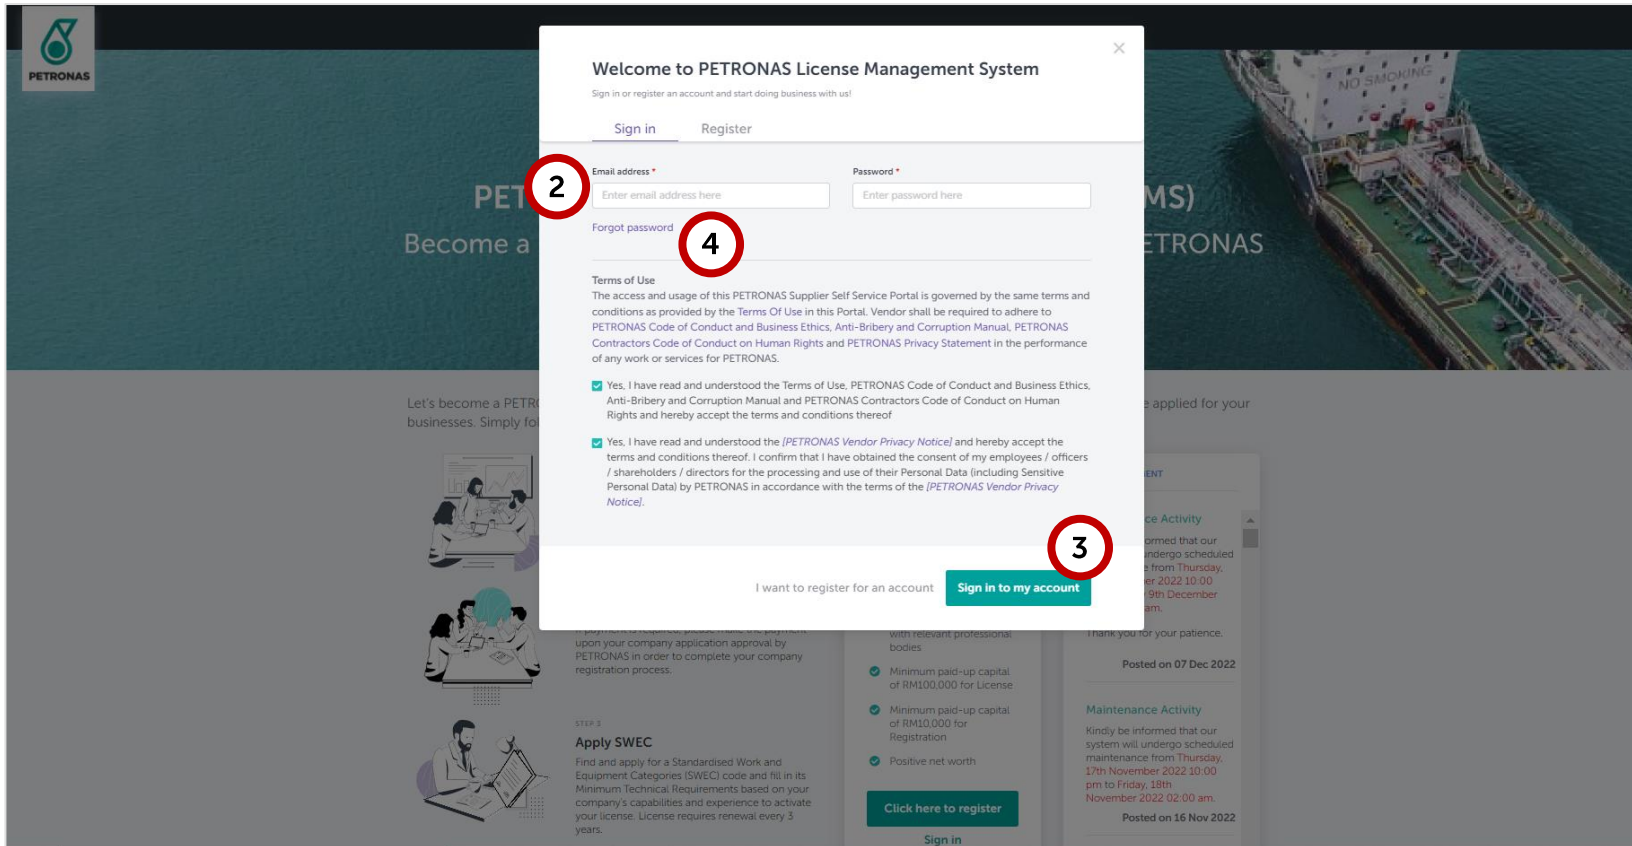 PETRONAS
NO SMOKING
Welcome to PETRONAS License Management System
Sign in or register an account and start doing business with us!
Sign in Register
2
Email address * Password *
Enter email address here Enter password here
Forgot password
4
PET MS)
Become a ETRONAS
Terms of Use
The access and usage of this PETRONAS Supplier Self Service Portal is governed by the same terms and
conditions as provided by the Terms Of Use in this Portal. Vendor shall be required to adhere to
PETRONAS Code of Conduct and Business Ethics, Anti-Bribery and Corruption Manual, PETRONAS
Contractors Code of Conduct on Human Rights and PETRONAS Privacy Statement in the performance
of any work or services for PETRONAS.
Yes, I have read and understood the Terms of Use, PETRONAS Code of Conduct and Business Ethics,
Anti-Bribery and Corruption Manual and PETRONAS Contractors Code of Conduct on Human
Rights and hereby accept the terms and conditions thereof
Yes, I have read and understood the [PETRONAS Vendor Privacy Notice] and hereby accept the
terms and conditions thereof. I confirm that I have obtained the consent of my employees / officers
/ shareholders / directors for the processing and use of their Personal Data (including Sensitive
Personal Data) by PETRONAS in accordance with the terms of the [PETRONAS Vendor Privacy
Notice].
3
I want to register for an account Sign in to my account
Let's become a PETR e applied for your
businesses. Simply fol
upon your company application approval by
PETRONAS in order to complete your company
registration process.
STEP 3
Apply SWEC
Find and apply for a Standardised Work and
Equipment Categories (SWEC) code and fill in its
Minimum Technical Requirements based on your
company's capabilities and experience to activate
your license. License requires renewal every 3
years.
with relevant professional
bodies
Minimum paid-up capital
of RM100,000 for License
Minimum paid-up capital
of RM10,000 for
Registration
Positive net worth
Click here to register
Sign in
ENT
ce Activity
ormed that our
undergo scheduled
e from Thursday,
er 2022 10:00
9th December
am.
Thank you for your patience.
Posted on 07 Dec 2022
Maintenance Activity
Kindly be informed that our
system will undergo scheduled
maintenance from Thursday,
17th November 2022 10:00
pm to Friday, 18th
November 2022 02:00 am.
Posted on 16 Nov 2022